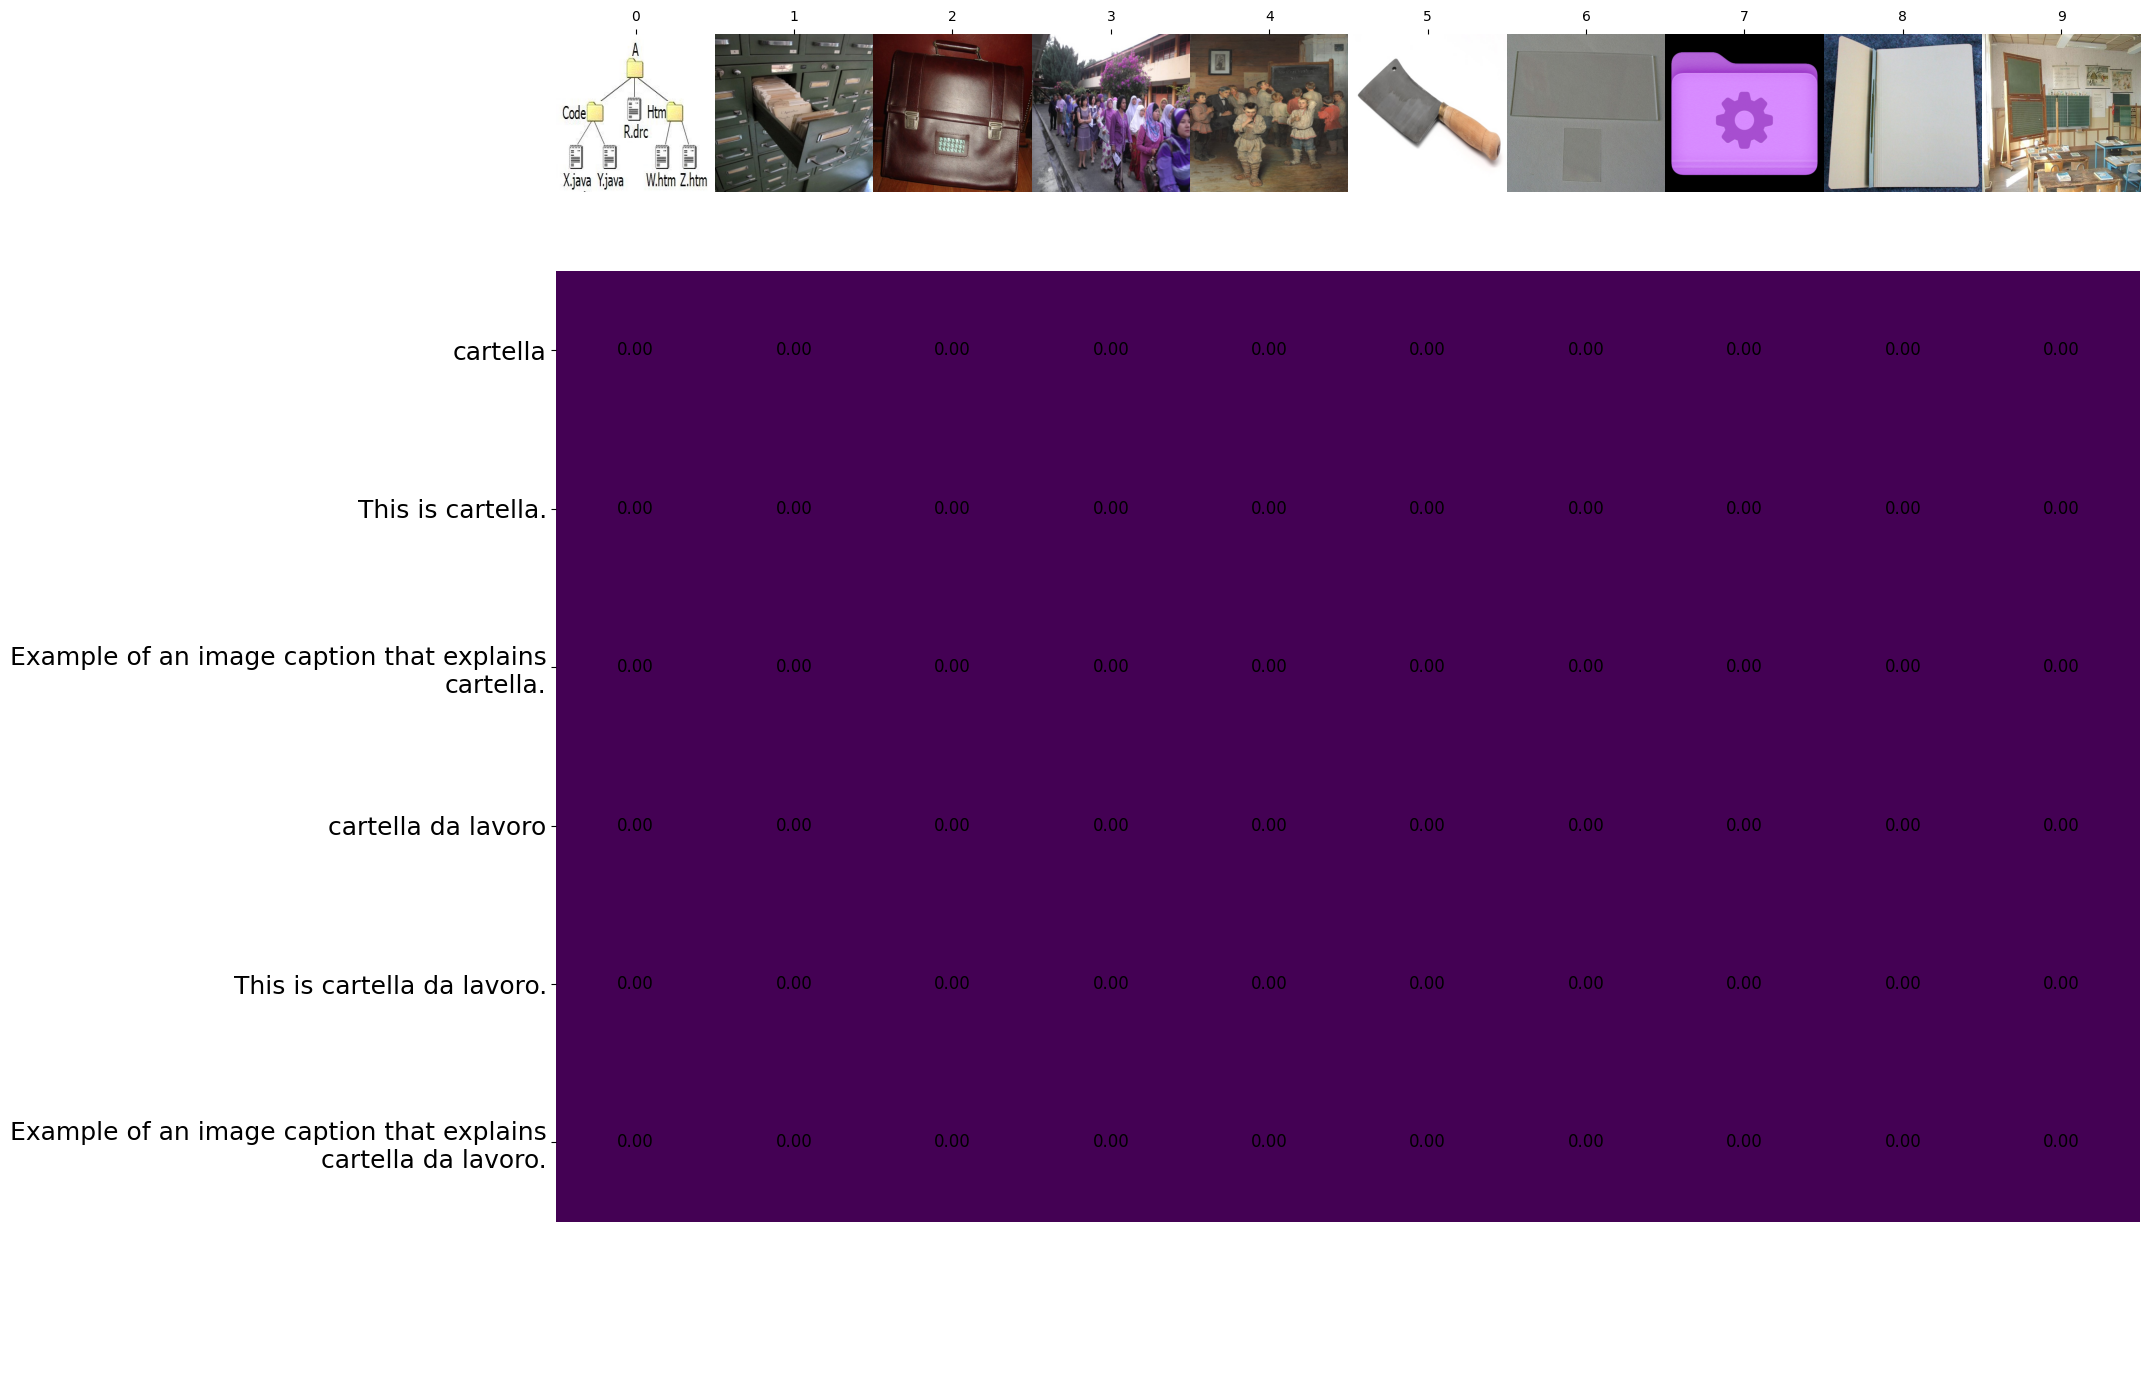 0 1 2 3 4 5 6 7 8 9
A
Code Htm
R.drc
X.java Y.java W.htm Z.htm
cartella 0.00 0.00 0.00 0.00 0.00 0.00 0.00 0.00 0.00 0.00
This is cartella. 0.00 0.00 0.00 0.00 0.00 0.00 0.00 0.00 0.00 0.00
Example of an image caption that explains
cartella. 0.00 0.00 0.00 0.00 0.00 0.00 0.00 0.00 0.00 0.00
cartella da lavoro 0.00 0.00 0.00 0.00 0.00 0.00 0.00 0.00 0.00 0.00
This is cartella da lavoro. 0.00 0.00 0.00 0.00 0.00 0.00 0.00 0.00 0.00 0.00
Example of an image caption that explains
cartella da lavoro. 0.00 0.00 0.00 0.00 0.00 0.00 0.00 0.00 0.00 0.00